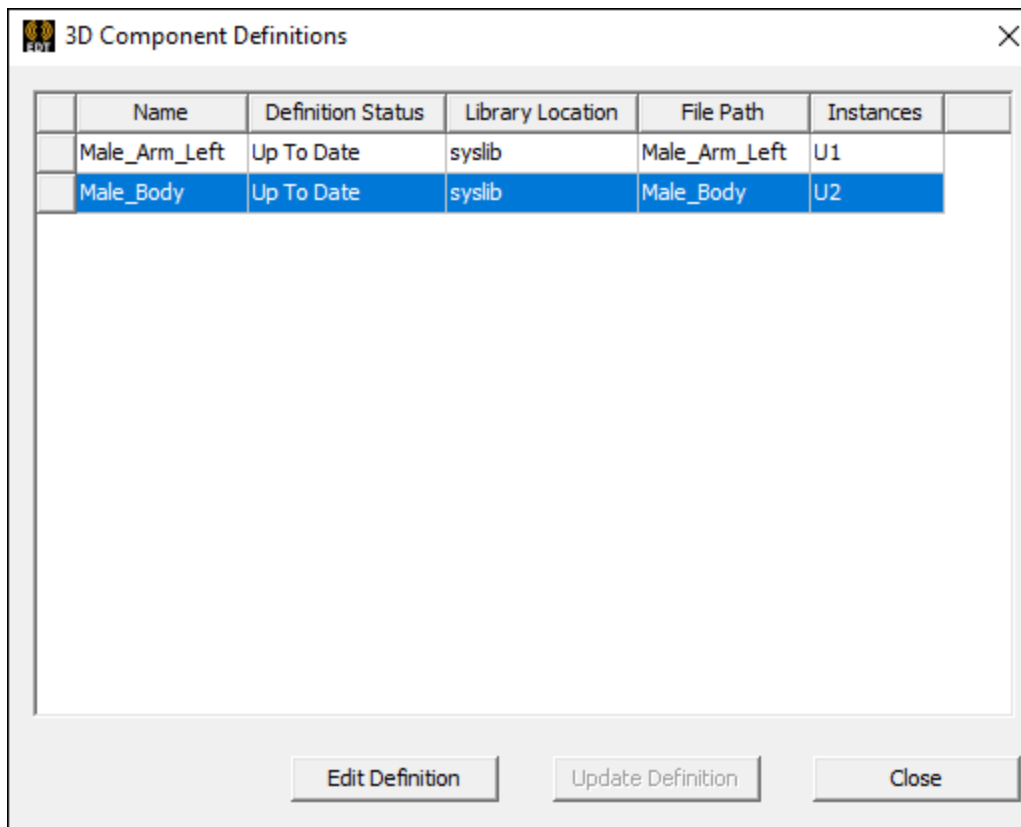 EDT 3D Component Definitions
Name Definition Status Library Location File Path Instances
Male_Arm_Left Up To Date syslib Male_Arm_Left U1
Male_Body Up To Date syslib Male_Body U2
Edit Definition Update Definition Close